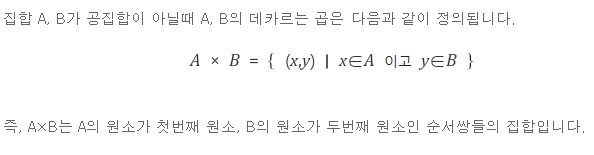 집합 A, B가 공집합이 아닐때 A, B의 데카르는 곱은 다음과 같이 정의됩니다.
A × B = { (x,y) | x∈A 이고 y∈B }
즉, A×B는 A의 원소가 첫번째 원소, B의 원소가 두번째 원소인 순서쌍들의 집합입니다.